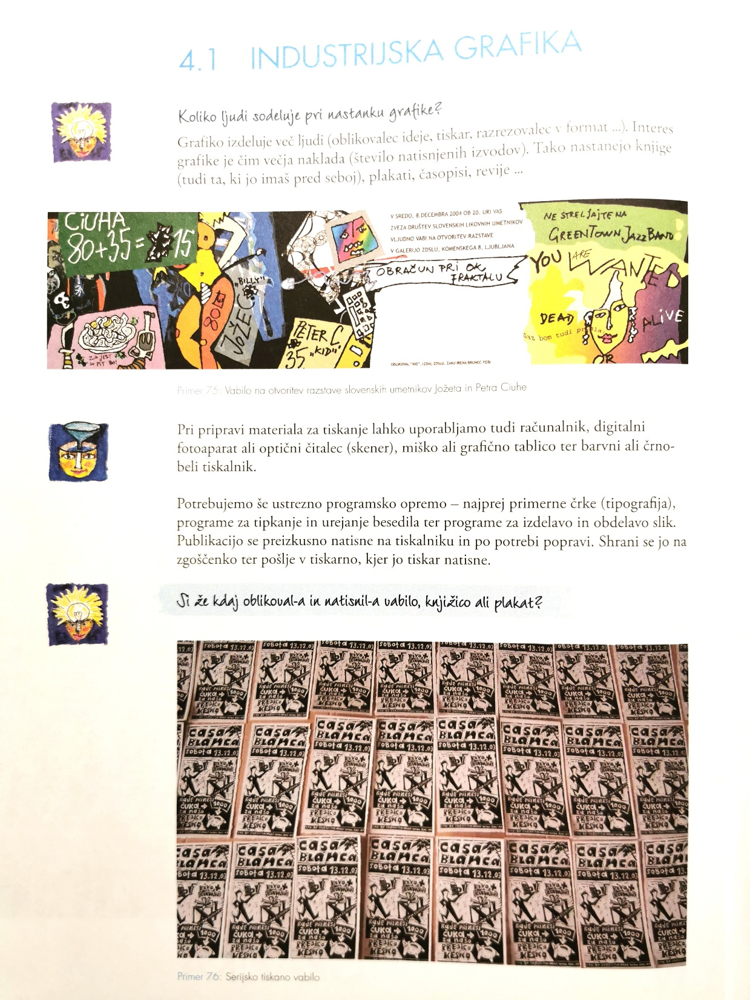 4.1 INDUSTRIJSKA GRAFIKA
Koliko ljudi sodeluje pri nastanku grafike?
Grafiko izdeluje več ljudi (oblikovalec ideje, tiskar, razrezovalec v format ...). Interes
grafike je čim večja naklada (število natisnjenih izvodov). Tako nastanejo knjige
(tudi ta, ki jo imaš pred seboj), plakati, časopisi, revije ...
CIUHA
80+35=
15
"BILLY"
80
JOŽE C
ZA JEST
IN PIT BO!
PETER C.
35 "KID"
V SREDO, 8.DECEMBRA 2004 OB 20. URI VAS
ZVEZA DRUŠTEV SLOVENSKIH LIKOVNIH UMETNIKOV
VLJUDNO VABI NA OTVORITEV RAZSTAVE
V GALERIJO ZDSLU, KOMENSKEGA 8, LJUBLJANA
OBRAČUN PRI OK
FRAKTALU
OBLIKOVAL "KID", IZDAL ZDSLU, ZANJ IRENA BRUNEC-TEBI
NE STRELJAJTE NA
GREENTOWN JAZZ BAND!
YOU ARE WANTED
DEAD
ALIVE
Jaz bom tudi
OR
Primer 75: Vabilo na otvoritev razstave slovenskih umetnikov Jožeta in Petra Ciuhe
Pri pripravi materiala za tiskanje lahko uporabljamo tudi računalnik, digitalni
fotoaparat ali optični čitalec (skener), miško ali grafično tablico ter barvni ali črno-
beli tiskalnik.
Potrebujemo še ustrezno programsko opremo – najprej primerne črke (tipografija),
programe za tipkanje in urejanje besedila ter programe za izdelavo in obdelavo slik.
Publikacijo se preizkusno natisne na tiskalniku in po potrebi popravi. Shrani se jo na
zgoščenko ter pošlje v tiskarno, kjer jo tiskar natisne.
Si že kdaj oblikoval-a in natisnil-a vabilo, knjižico ali plakat?
CASA
BLANCA
SOBOTA 13.12.03
RAJE PRINESI
ČUKA 1000
ZA NAŠO
PREJICO
KEŠKO
Primer 76: Serijsko tiskano vabilo